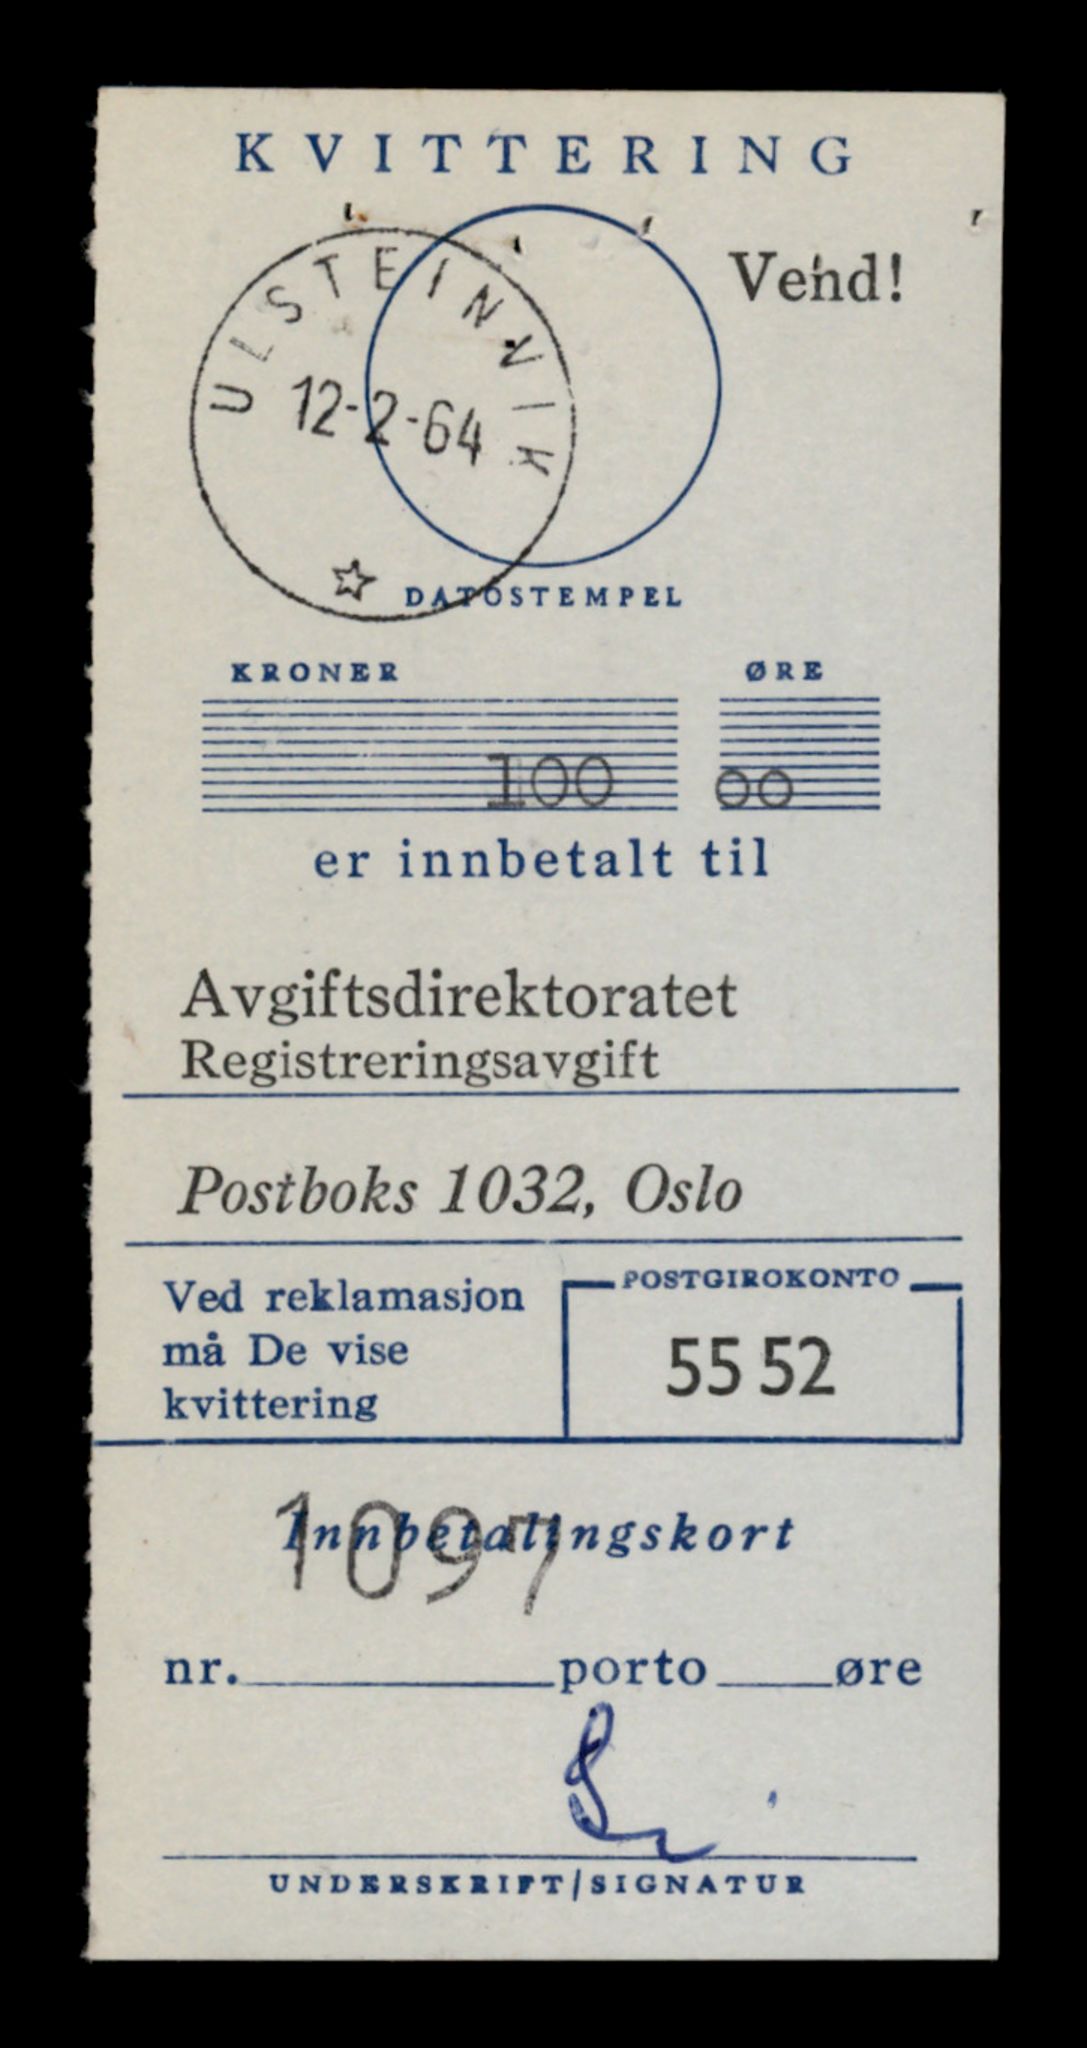 KVITTERING
Vend!
ULSTEINVIK
12-2-64
DATOSTEMPEL
KRONER ØRE
100 00
er innbetalt til
Avgiftsdirektoratet
Registreringsavgift
Postboks 1032, Oslo
Ved reklamasjon
må De vise
kvittering
POSTGIROKONTO
55 52
Innbetalingskort
1097
nr. porto øre
UNDERSKRIFT/SIGNATUR